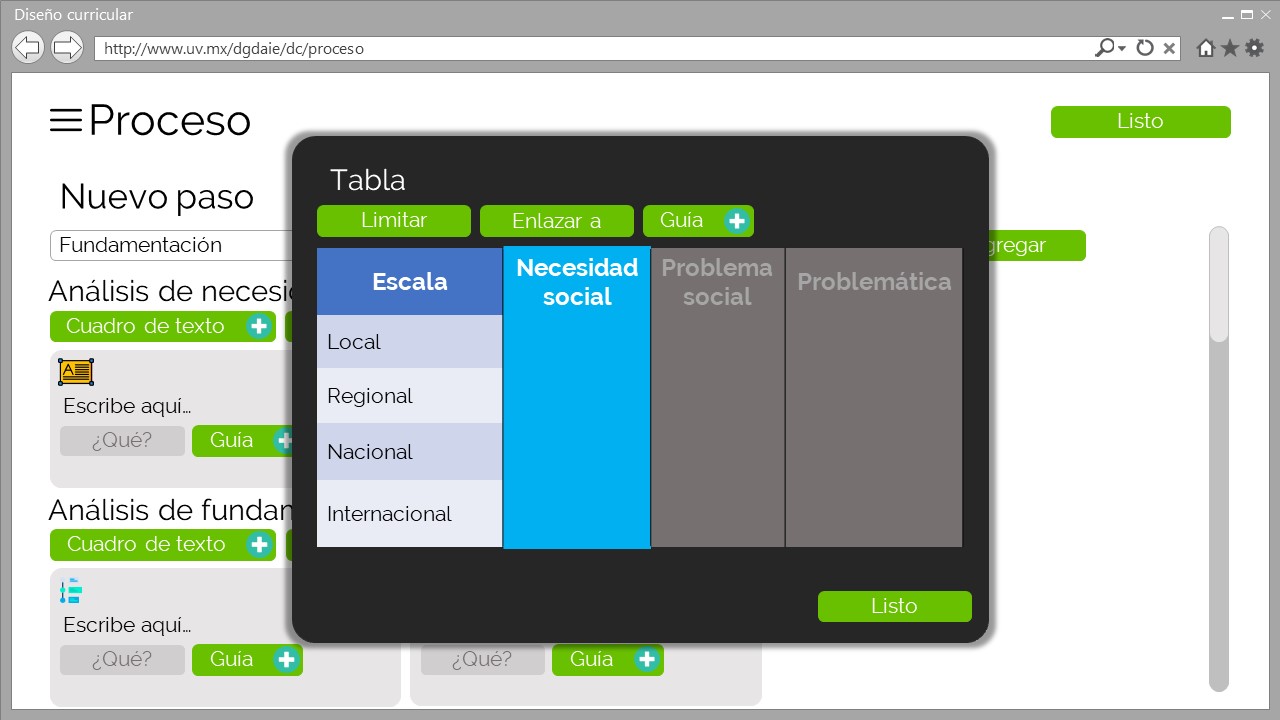 Diseño curricular
http://www.uv.mx/dgdaie/dc/proceso
Proceso
Listo
Nuevo paso
Fundamentación
gregar
Análisis de necesi
Cuadro de texto
Escribe aquí…
¿Qué?
Guía
Análisis de fundam
Cuadro de texto
Escribe aquí…
¿Qué?
Guía
¿Qué?
Guía
Tabla
Limitar
Enlazar a
Guía
Escala
Necesidad
social
Problema
social
Problemática
Local
Regional
Nacional
Internacional
Listo